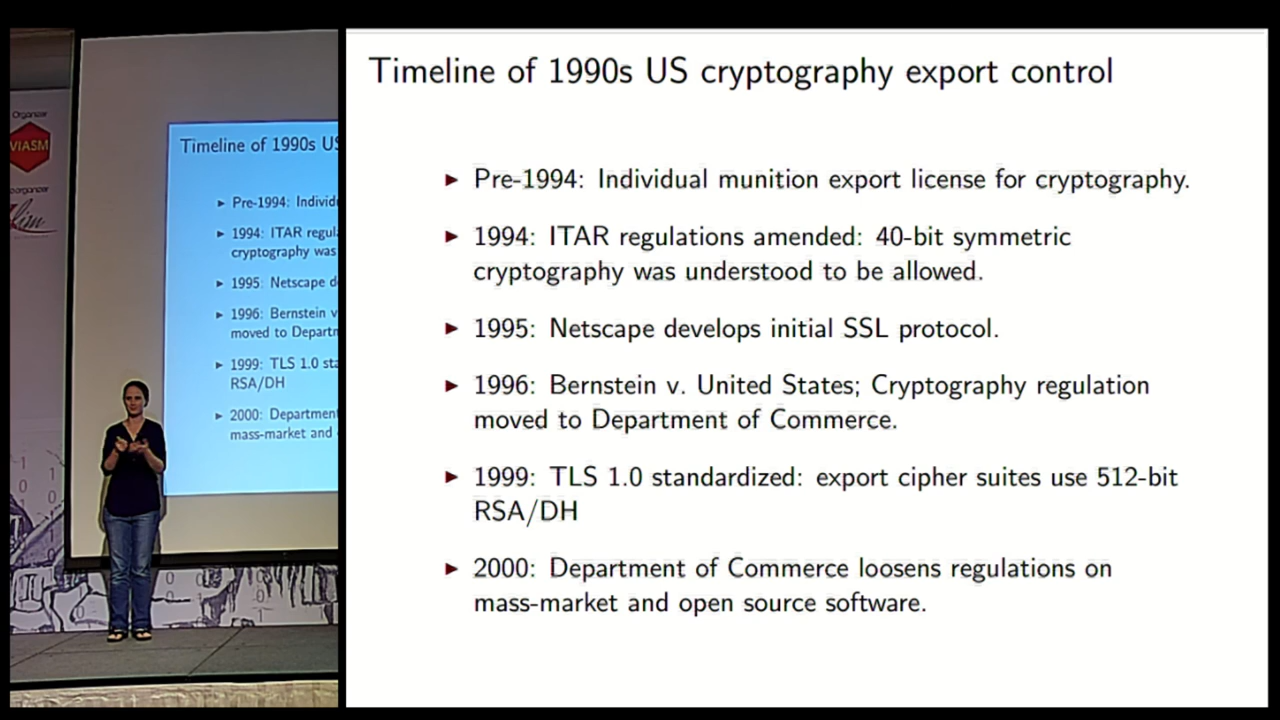 Organizer
VIASM
Timeline of 1990s US
▸ Pre-1994: Individ
▸ 1994: ITAR regul
cryptography was
▸ 1995: Netscape d
▸ 1996: Bernstein v
moved to Departm
▸ 1999: TLS 1.0 sta
RSA/DH
▸ 2000: Department
mass-market and
Timeline of 1990s US cryptography export control
▸ Pre-1994: Individual munition export license for cryptography.
▸ 1994: ITAR regulations amended: 40-bit symmetric
cryptography was understood to be allowed.
▸ 1995: Netscape develops initial SSL protocol.
▸ 1996: Bernstein v. United States; Cryptography regulation
moved to Department of Commerce.
▸ 1999: TLS 1.0 standardized: export cipher suites use 512-bit
RSA/DH
▸ 2000: Department of Commerce loosens regulations on
mass-market and open source software.